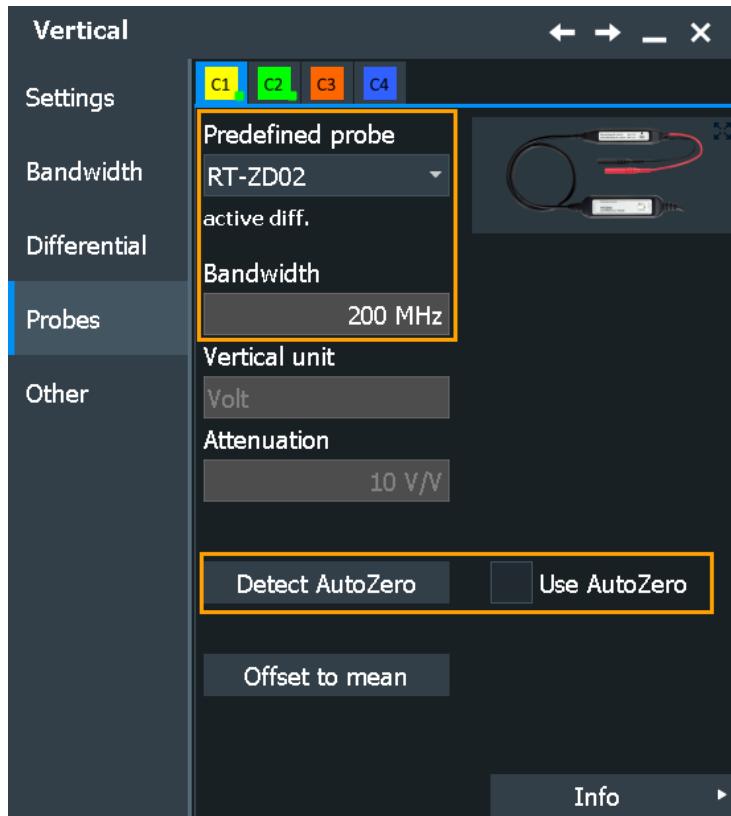 Vertical
Settings
Bandwidth
Differential
Probes
Other
C1 C2 C3 C4
Predefined probe
RT-ZD02
active diff.
Bandwidth
200 MHz
Vertical unit
Volt
Attenuation
10 V/V
Detect AutoZero
Use AutoZero
Offset to mean
Info